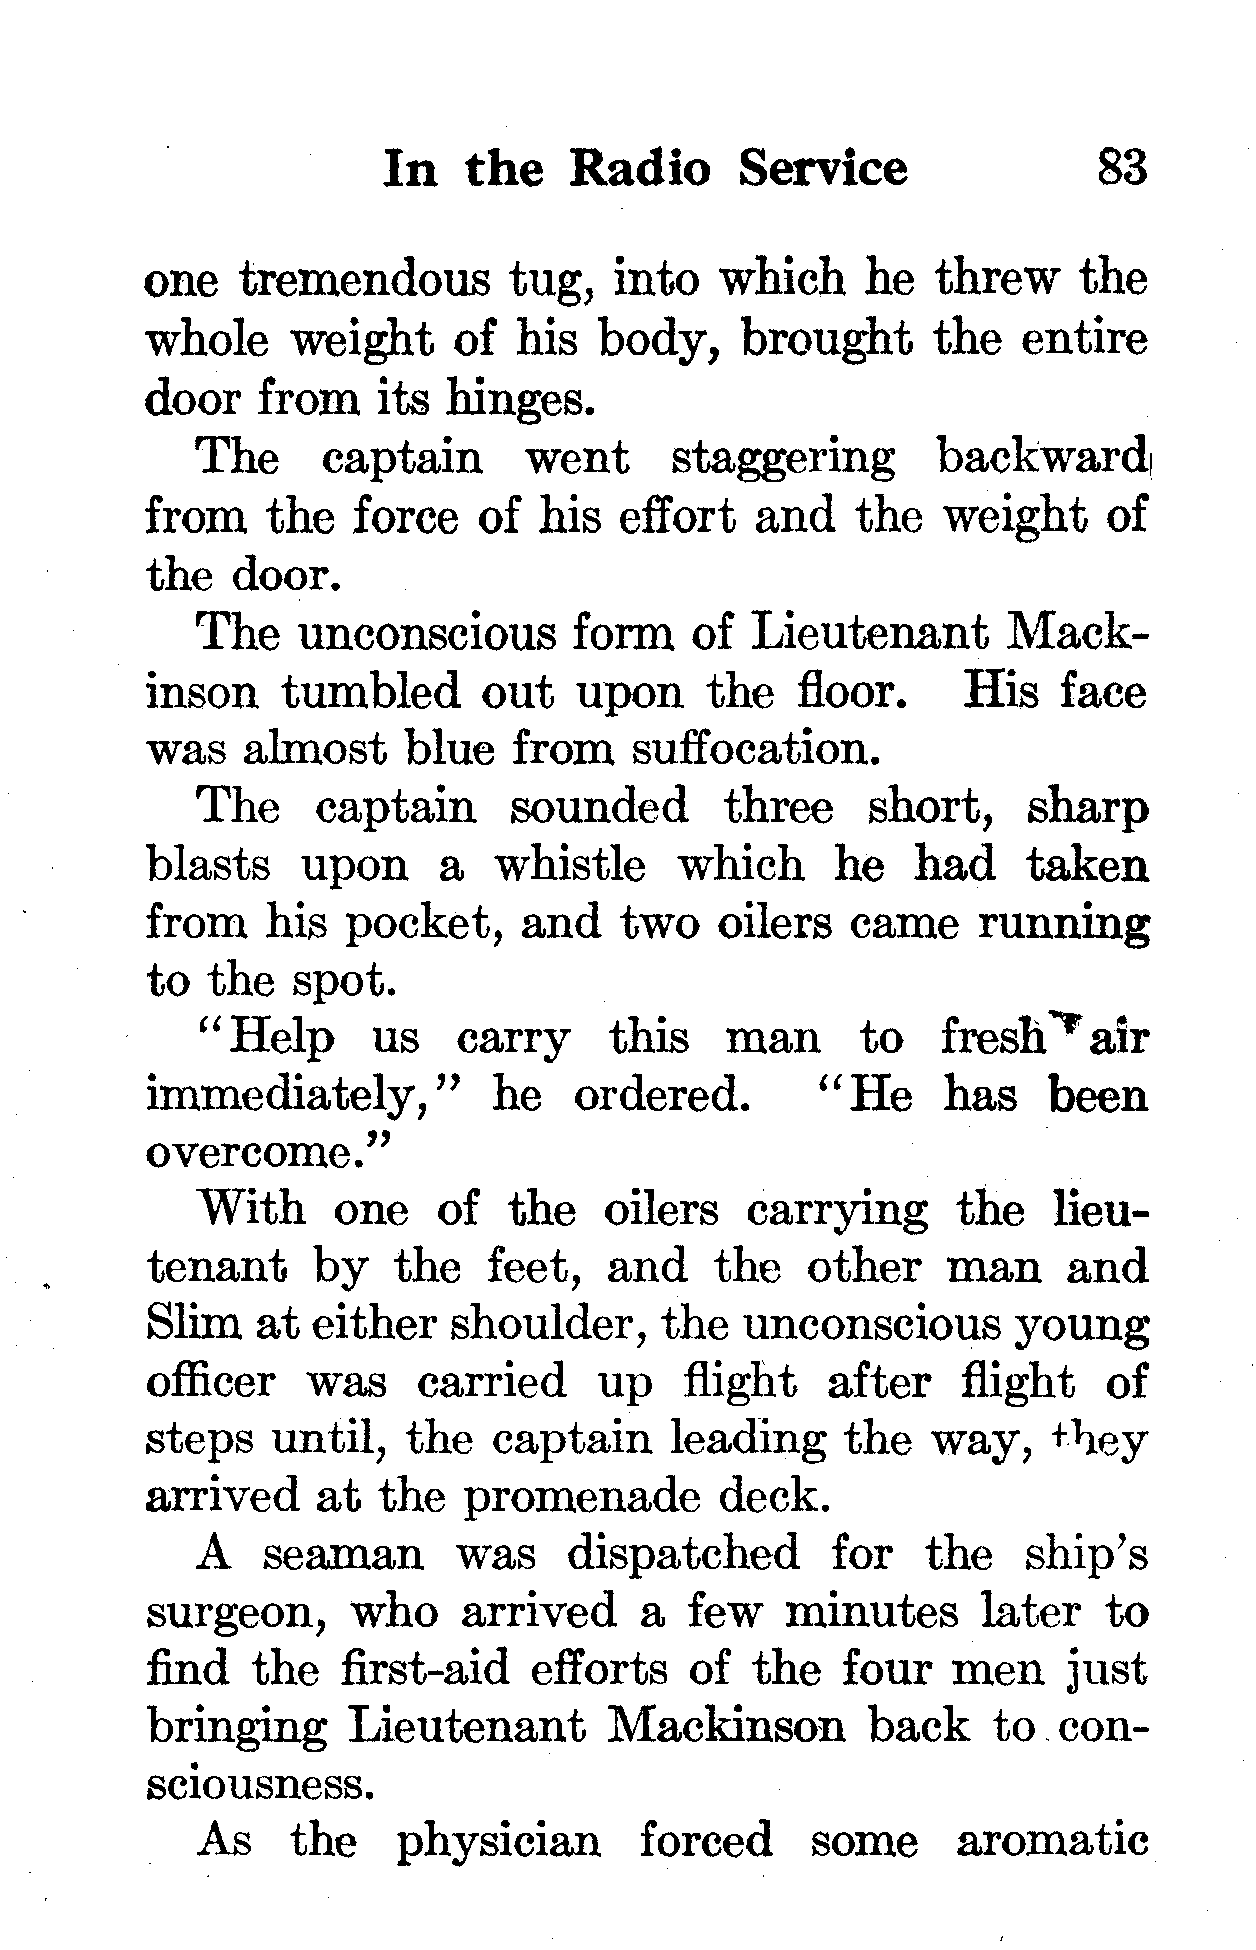 In the Radio Service 83
one tremendous tug, into which he threw the
whole weight of his body, brought the entire
door from its hinges.
The captain went staggering backward
from the force of his effort and the weight of
the door.
The unconscious form of Lieutenant Mack-
inson tumbled out upon the floor. His face
was almost blue from suffocation.
The captain sounded three short, sharp
blasts upon a whistle which he had taken
from his pocket, and two oilers came running
to the spot.
“Help us carry this man to fresh air
immediately,” he ordered. “He has been
overcome.”
With one of the oilers carrying the lieu-
tenant by the feet, and the other man and
Slim at either shoulder, the unconscious young
officer was carried up flight after flight of
steps until, the captain leading the way, they
arrived at the promenade deck.
A seaman was dispatched for the ship's
surgeon, who arrived a few minutes later to
find the first-aid efforts of the four men just
bringing Lieutenant Mackinson back to con-
sciousness.
As the physician forced some aromatic